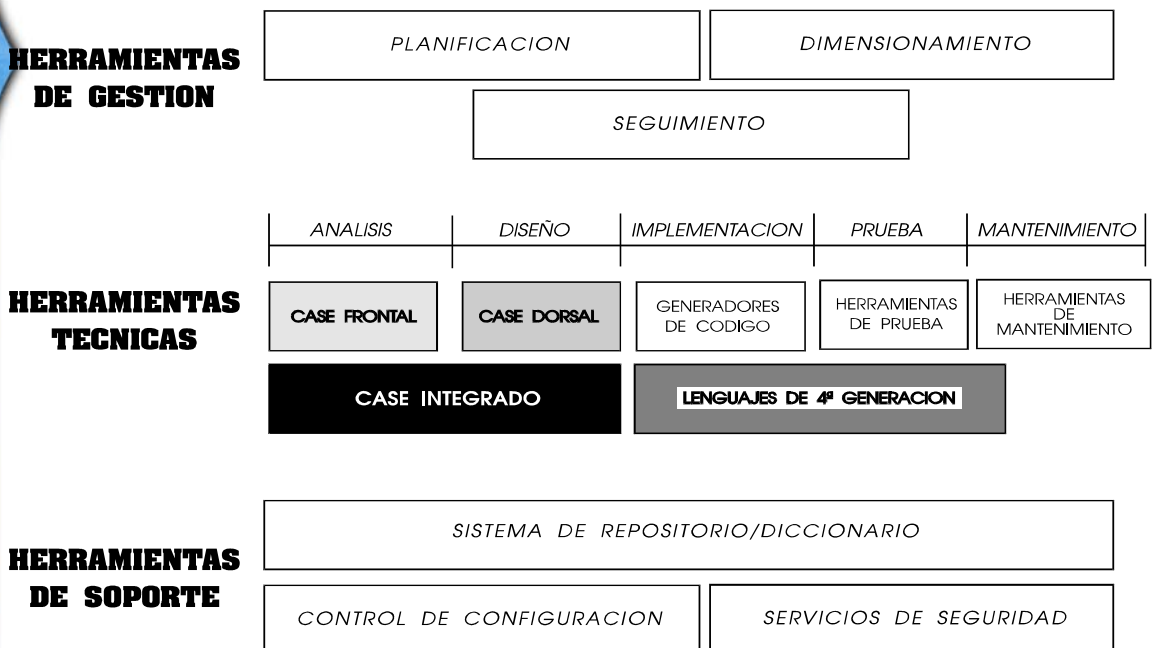 HERRAMIENTAS
DE GESTION
PLANIFICACION
DIMENSIONAMIENTO
SEGUIMIENTO
HERRAMIENTAS
TECNICAS
ANALISIS
DISEÑO
IMPLEMENTACION
PRUEBA
MANTENIMIENTO
CASE FRONTAL
CASE DORSAL
GENERADORES
DE CODIGO
HERRAMIENTAS
DE PRUEBA
HERRAMIENTAS
DE
MANTENIMIENTO
CASE INTEGRADO
LENGUAJES DE 4ª GENERACION
HERRAMIENTAS
DE SOPORTE
SISTEMA DE REPOSITORIO/DICCIONARIO
CONTROL DE CONFIGURACION
SERVICIOS DE SEGURIDAD